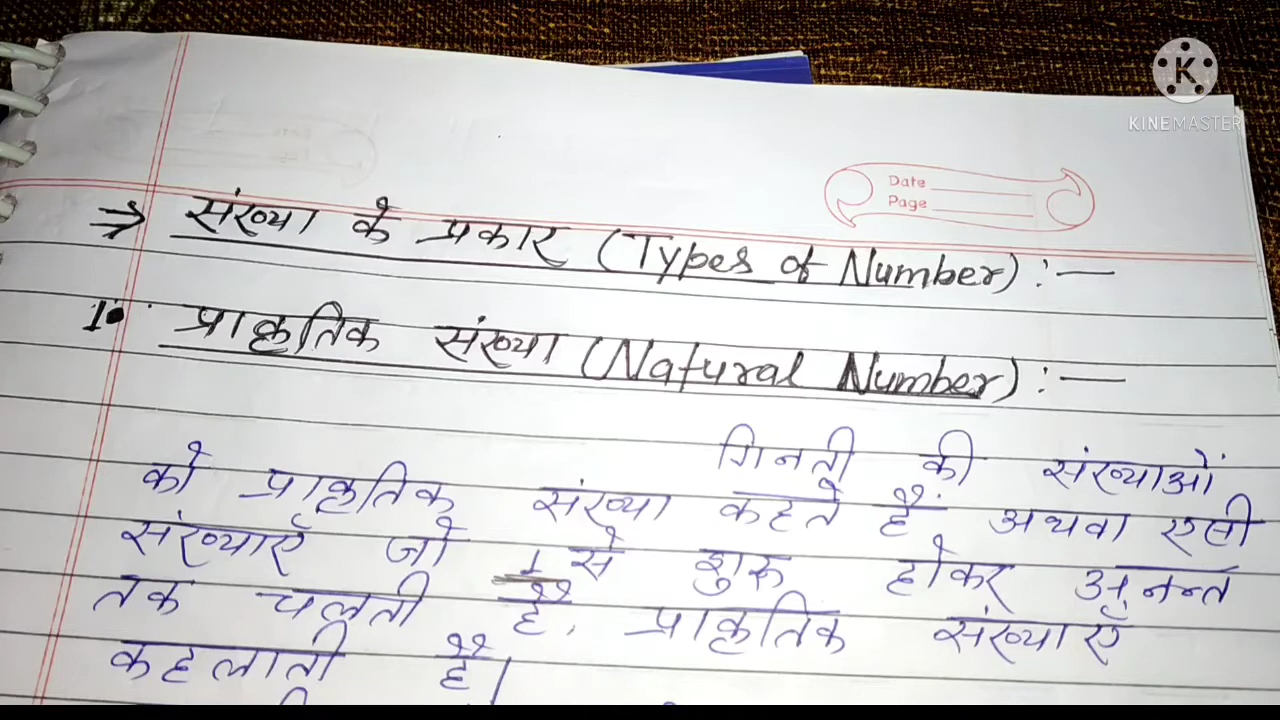 KINEMASTER
Date
Page
⇒ संख्या के प्रकार (Types of Number) :—
1. प्राकृतिक संख्या (Natural Number) :—
गिनती की संख्याओं
को प्राकृतिक संख्या कहते हैं, अथवा एसी
संख्याएँ जो 1 से शुरू होकर अनन्त
तक चलती हैं, प्राकृतिक संख्याएँ
कहलाती हैं।